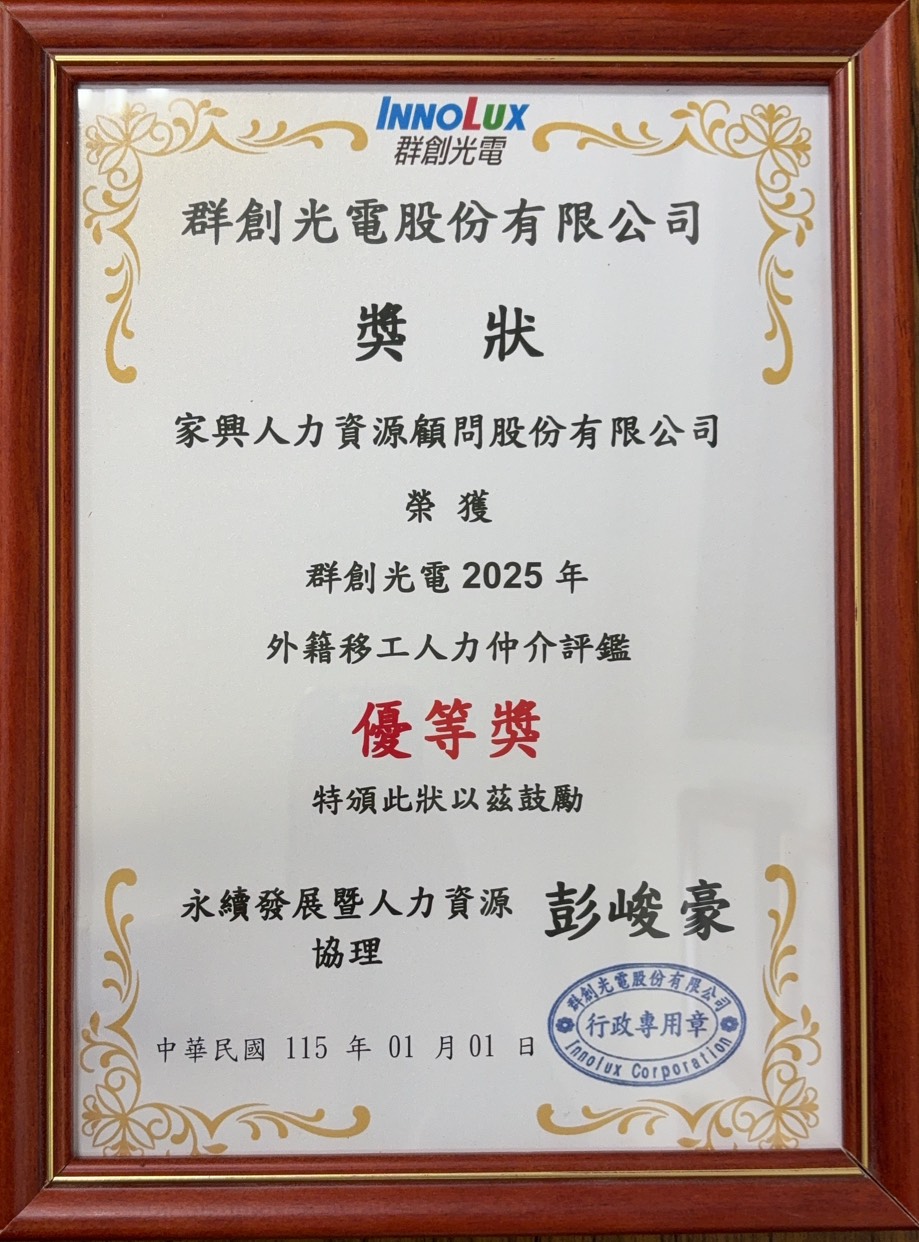 INNOLUX
群創光電
群創光電股份有限公司
獎 狀
家興人力資源顧問股份有限公司
榮 獲
群創光電 2025 年
外籍移工人力仲介評鑑
優等獎
特頒此狀以茲鼓勵
永續發展暨人力資源
協理
彭峻豪
群創光電股份有限公司
行政專用章
Innolux Corporation
中華民國 115 年 01 月 01 日